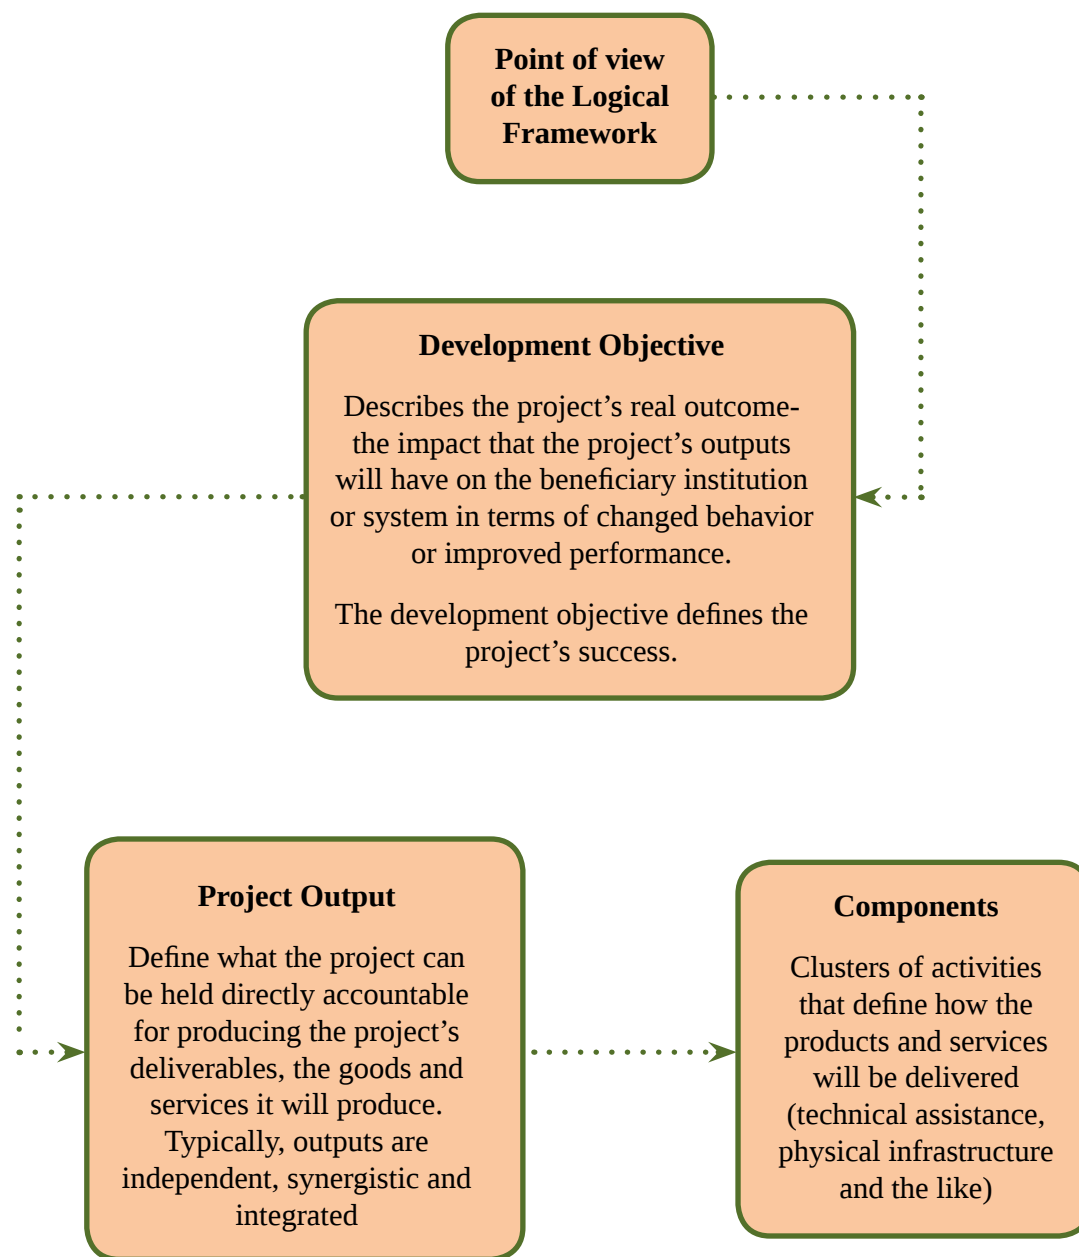 Point of view
of the Logical
Framework
Development Objective
Describes the project’s real outcome-
the impact that the project’s outputs
will have on the beneficiary institution
or system in terms of changed behavior
or improved performance.
The development objective defines the
project’s success.
Project Output
Define what the project can
be held directly accountable
for producing the project’s
deliverables, the goods and
services it will produce.
Typically, outputs are
independent, synergistic and
integrated
Components
Clusters of activities
that define how the
products and services
will be delivered
(technical assistance,
physical infrastructure
and the like)